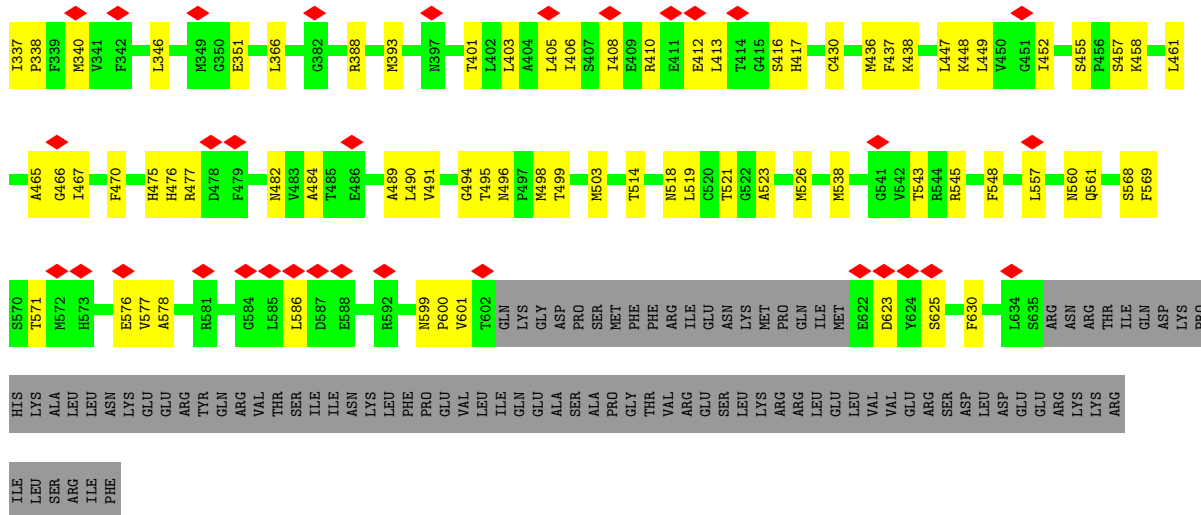 I337 P338 F339 M340 V341 F342 L346 M349 G350 E351 L366 G382 R388 M393 N397 T401 L402 L403 A404 L405 I406 S407 I408 E409 R410 E411 E412 L413 T414 G415 S416 H417 C430 M436 F437 K438 L447 K448 L449 V450 G451 I452 S455 P456 S457 K458 L461
A465 G466 I467 F470 H475 H476 R477 D478 F479 N482 V483 A484 T485 E486 A489 L490 V491 G494 T495 N496 P497 M498 T499 M503 T514 N518 L519 C520 T521 G522 A523 M526 M538 G541 V542 T543 R544 R545 F548 L557 N560 Q561 S568 F569
S570 T571 M572 H573 E576 V577 A578 R581 G584 L585 L586 D587 E588 R592 N599 P600 V601 T602 GLN LYS GLY ASP PRO SER MET PHE PHE ARG ILE GLU ASN LYS MET PRO GLN ILE MET E622 D623 Y624 S625 F630 L634 S635 ARG ASN ARG THR ILE GLN ASP LYS PRO
HIS LYS ALA LEU LEU ASN LYS GLU GLU ARG TYR GLN ARG VAL THR SER ILE ILE ASN LYS LEU PHE PRO GLU VAL LEU ILE GLN GLU ALA SER ALA PRO GLY THR VAL ARG GLU SER LEU LYS ARG ARG LEU GLU LEU VAL VAL GLU ARG SER ASP LEU ASP GLU GLU ARG LYS LYS ARG
ILE LEU SER ARG ILE PHE